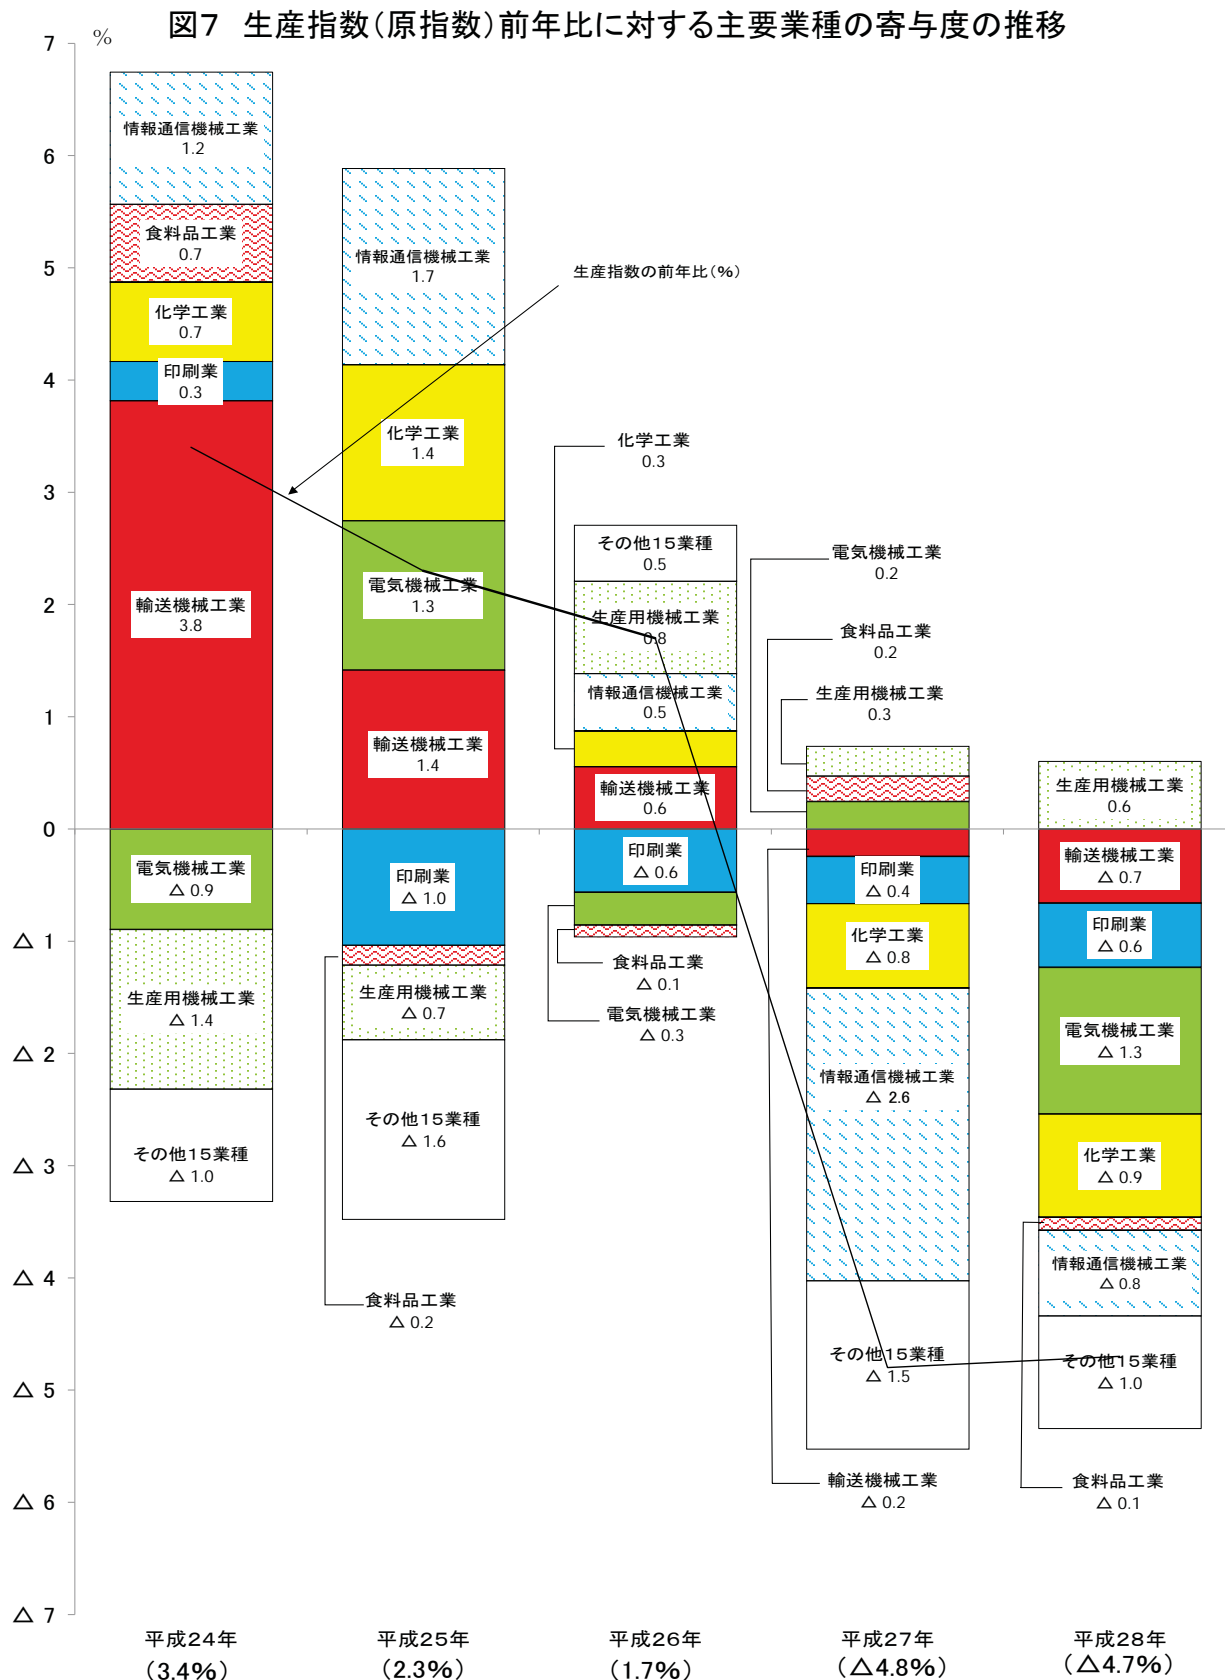 図7　生産指数(原指数)前年比に対する主要業種の寄与度の推移
%
7
6
5
4
3
2
1
0
△ 1
△ 2
△ 3
△ 4
△ 5
△ 6
△ 7
情報通信機械工業
1.2
食料品工業
0.7
化学工業
0.7
印刷業
0.3
輸送機械工業
3.8
電気機械工業
△ 0.9
生産用機械工業
△ 1.4
その他15業種
△ 1.0
情報通信機械工業
1.7
化学工業
1.4
電気機械工業
1.3
輸送機械工業
1.4
印刷業
△ 1.0
生産用機械工業
△ 0.7
その他15業種
△ 1.6
食料品工業
△ 0.2
生産指数の前年比(%)
化学工業
0.3
その他15業種
0.5
生産用機械工業
0.8
情報通信機械工業
0.5
輸送機械工業
0.6
印刷業
△ 0.6
食料品工業
△ 0.1
電気機械工業
△ 0.3
電気機械工業
0.2
食料品工業
0.2
生産用機械工業
0.3
印刷業
△ 0.4
化学工業
△ 0.8
情報通信機械工業
△ 2.6
その他15業種
△ 1.5
輸送機械工業
△ 0.2
生産用機械工業
0.6
輸送機械工業
△ 0.7
印刷業
△ 0.6
電気機械工業
△ 1.3
化学工業
△ 0.9
情報通信機械工業
△ 0.8
その他15業種
△ 1.0
食料品工業
△ 0.1
平成24年
(3.4%)
平成25年
(2.3%)
平成26年
(1.7%)
平成27年
(△4.8%)
平成28年
(△4.7%)